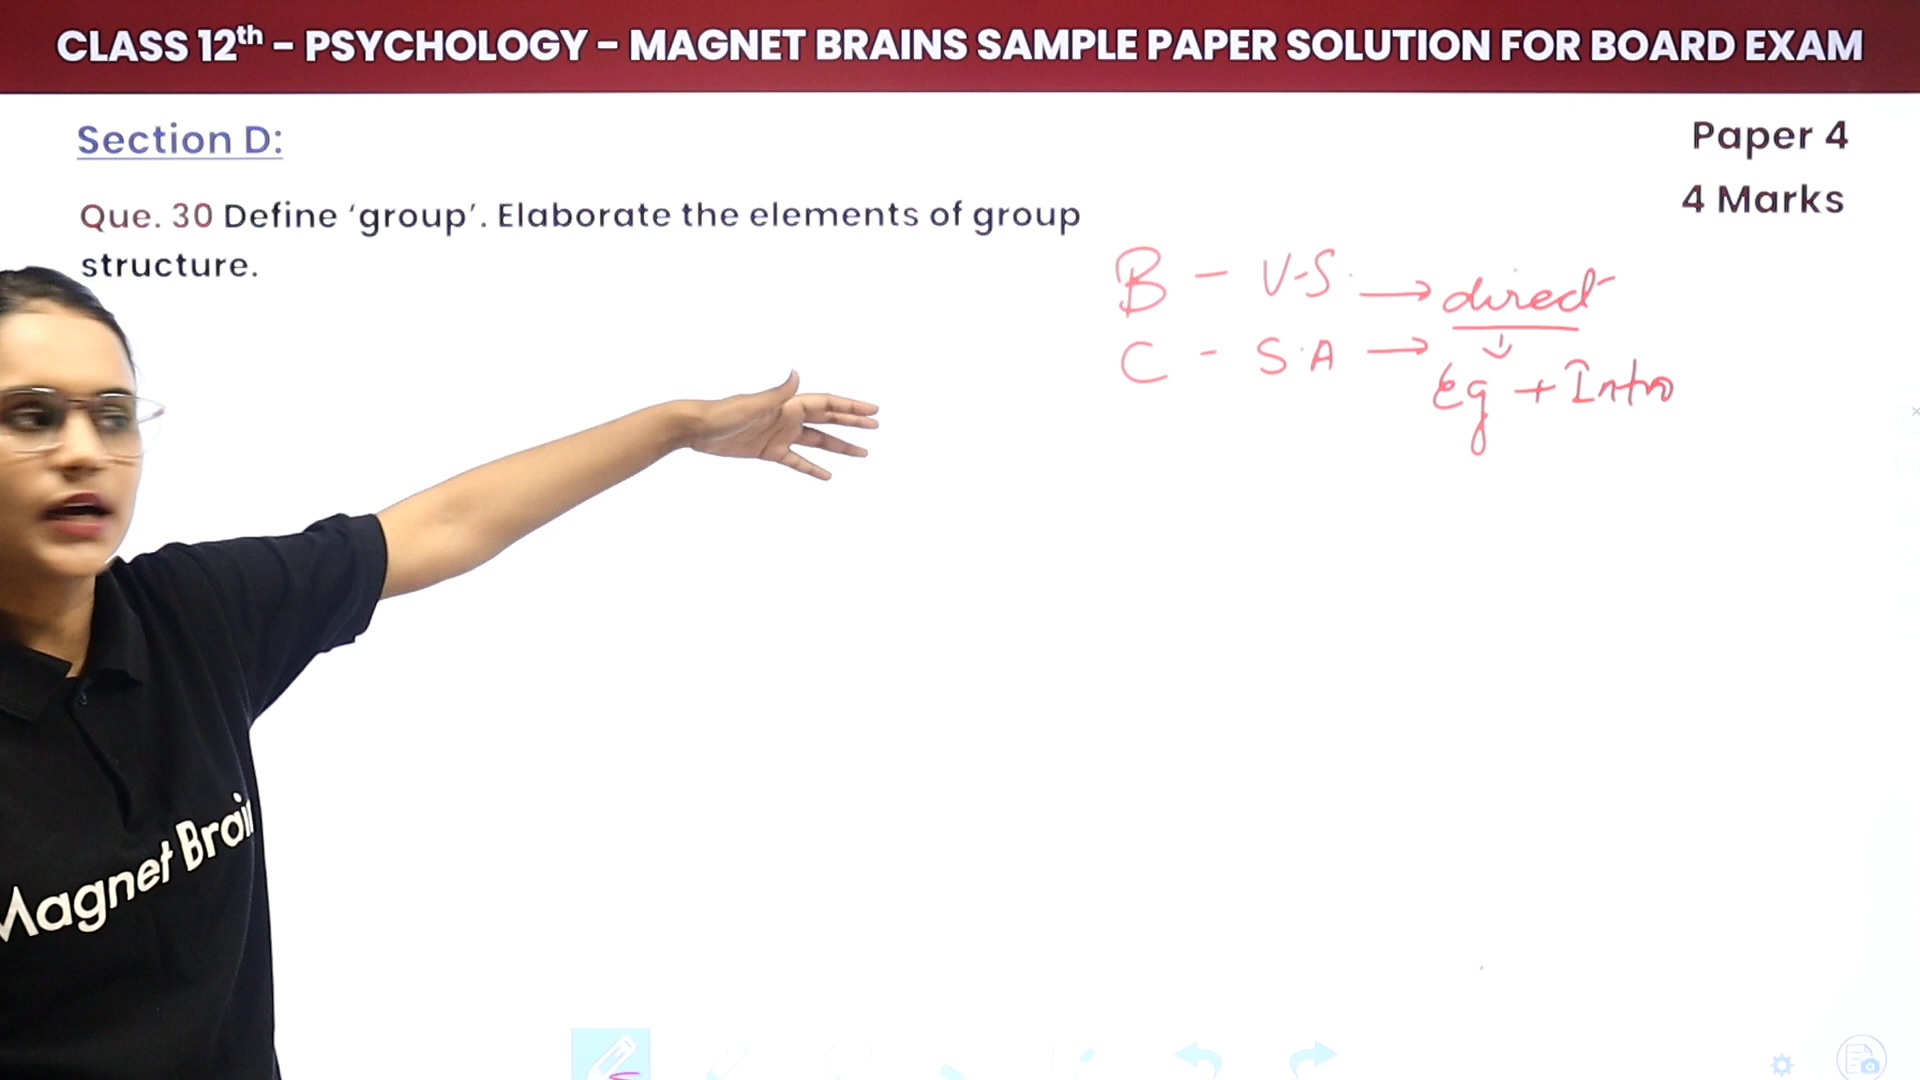 CLASS 12th - PSYCHOLOGY - MAGNET BRAINS SAMPLE PAPER SOLUTION FOR BOARD EXAM
Section D:
Paper 4
4 Marks
Que. 30 Define ‘group’. Elaborate the elements of group
structure.
B - V-S. → direct
C - S.A → Eg + Intro
Magnet Brain